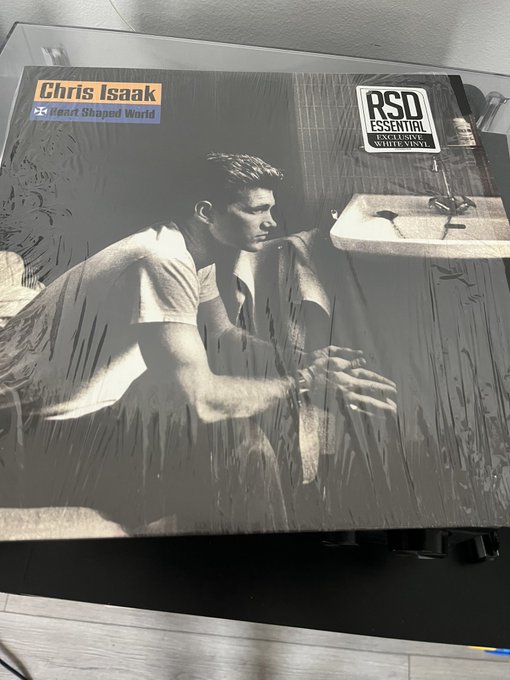 Chris Isaak
Heart Shaped World
RSD
ESSENTIAL
EXCLUSIVE
WHITE VINYL